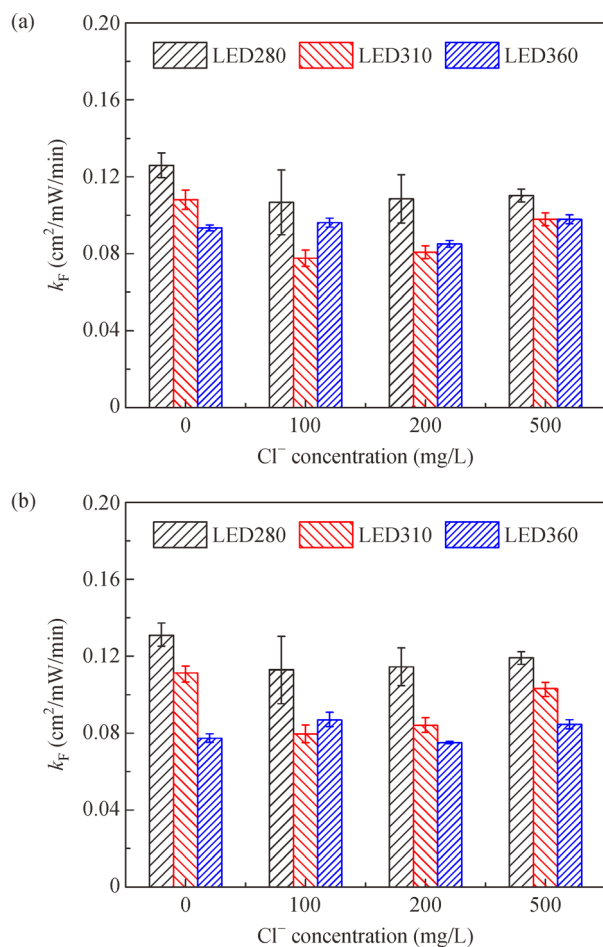 (a)
LED280 LED310 LED360
0.20
0.16
0.12
0.08
0.04
0
k_F (cm²/mW/min)
0 100 200 500
Cl⁻ concentration (mg/L)
(b)
LED280 LED310 LED360
0.20
0.16
0.12
0.08
0.04
0
k_F (cm²/mW/min)
0 100 200 500
Cl⁻ concentration (mg/L)